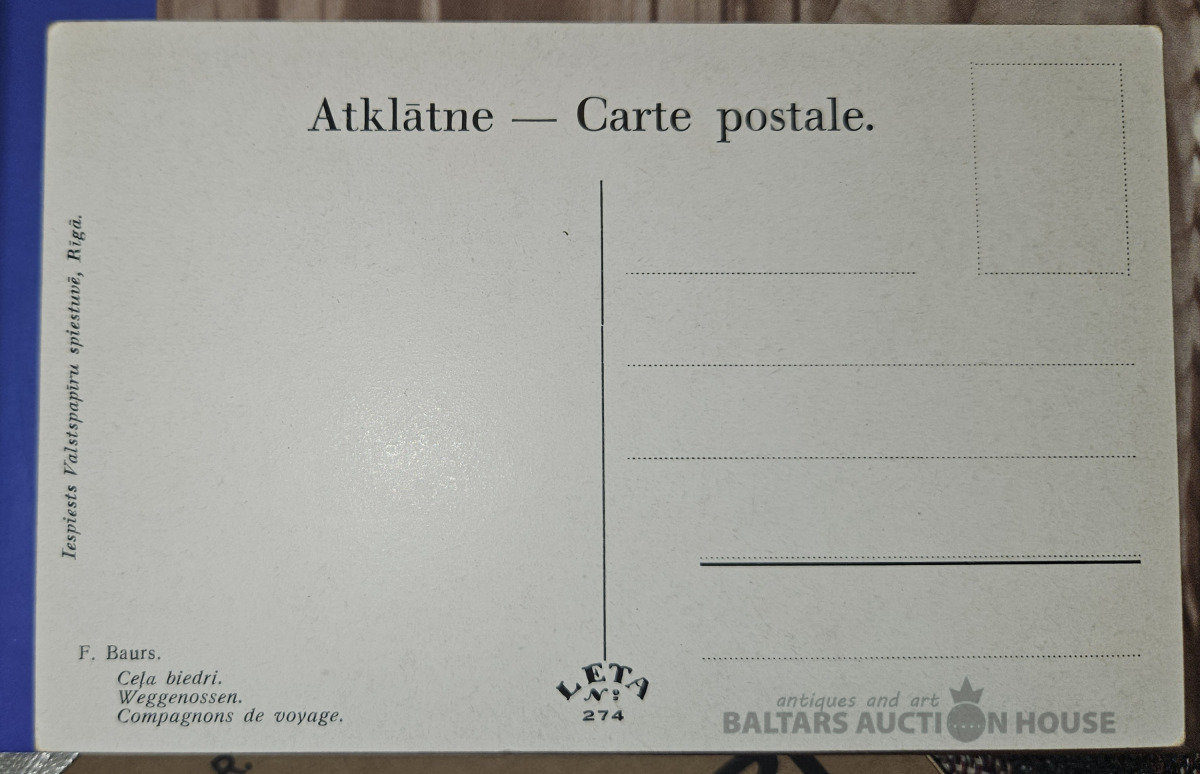 Atklātne — Carte postale.
Iespiests Valstspapīru spiestuvē, Rīgā.
F. Baurs.
Ceļa biedri.
Weggenossen.
Compagnons de voyage.
LETA
№
274
antiques and art
BALTARS AUCTION HOUSE
R